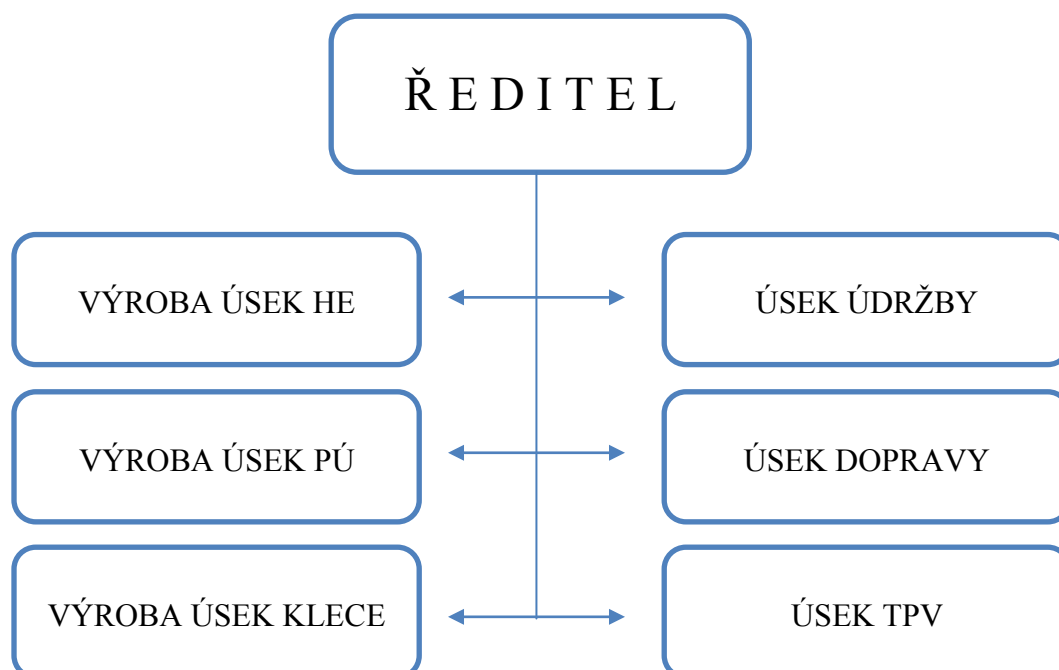 Ř E D I T E L
VÝROBA ÚSEK HE
ÚSEK ÚDRŽBY
VÝROBA ÚSEK PÚ
ÚSEK DOPRAVY
VÝROBA ÚSEK KLECE
ÚSEK TPV